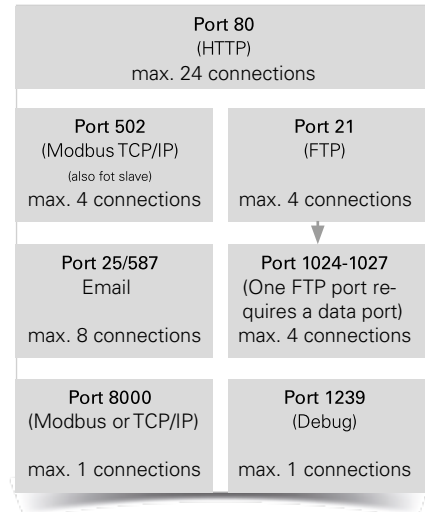 Port 80
(HTTP)
max. 24 connections
Port 502
(Modbus TCP/IP)
(also fot slave)
max. 4 connections
Port 21
(FTP)
max. 4 connections
Port 25/587
Email
max. 8 connections
Port 1024-1027
(One FTP port re-
quires a data port)
max. 4 connections
Port 8000
(Modbus or TCP/IP)
max. 1 connections
Port 1239
(Debug)
max. 1 connections